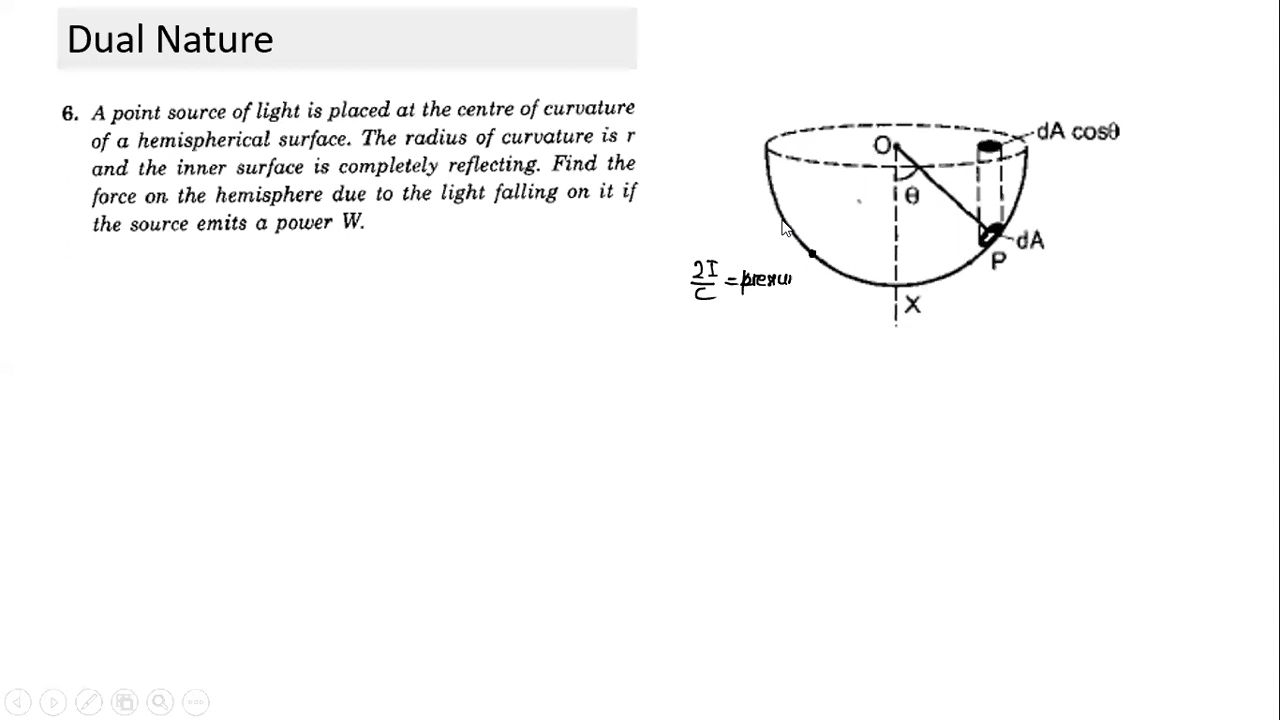 Dual Nature
6. A point source of light is placed at the centre of curvature
of a hemispherical surface. The radius of curvature is r
and the inner surface is completely reflecting. Find the
force on the hemisphere due to the light falling on it if
the source emits a power W.
dA cosθ
O
θ
dA
P
X
2I
C
=